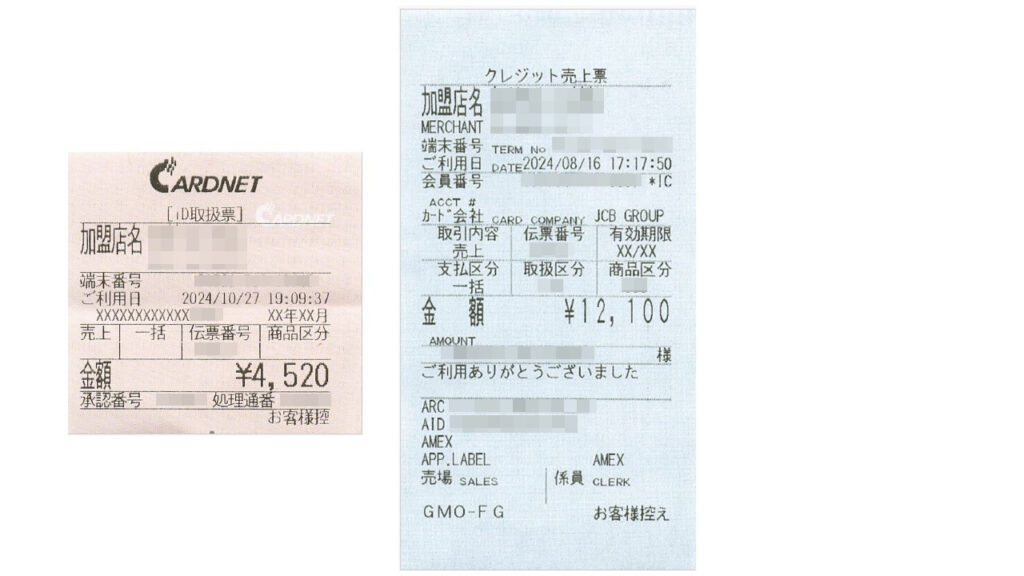 CARDNET
[iD取扱票]
CARDNET
加盟店名
端末番号
ご利用日 2024/10/27 19:09:37
XXXXXXXXXXXX XX年XX月
売上 一括 伝票番号 商品区分
金額 ¥4,520
承認番号 処理通番
お客様控
クレジット売上票
加盟店名
MERCHANT
端末番号 TERM No
ご利用日 DATE 2024/08/16 17:17:50
会員番号 *IC
ACCT #
カード会社 CARD COMPANY JCB GROUP
取引内容 伝票番号 有効期限
売上 XX/XX
支払区分 取扱区分 商品区分
一括
金 額 ¥12,100
AMOUNT
様
ご利用ありがとうございました
ARC
AID
AMEX
APP.LABEL AMEX
売場 SALES 係員 CLERK
GMO-FG お客様控え